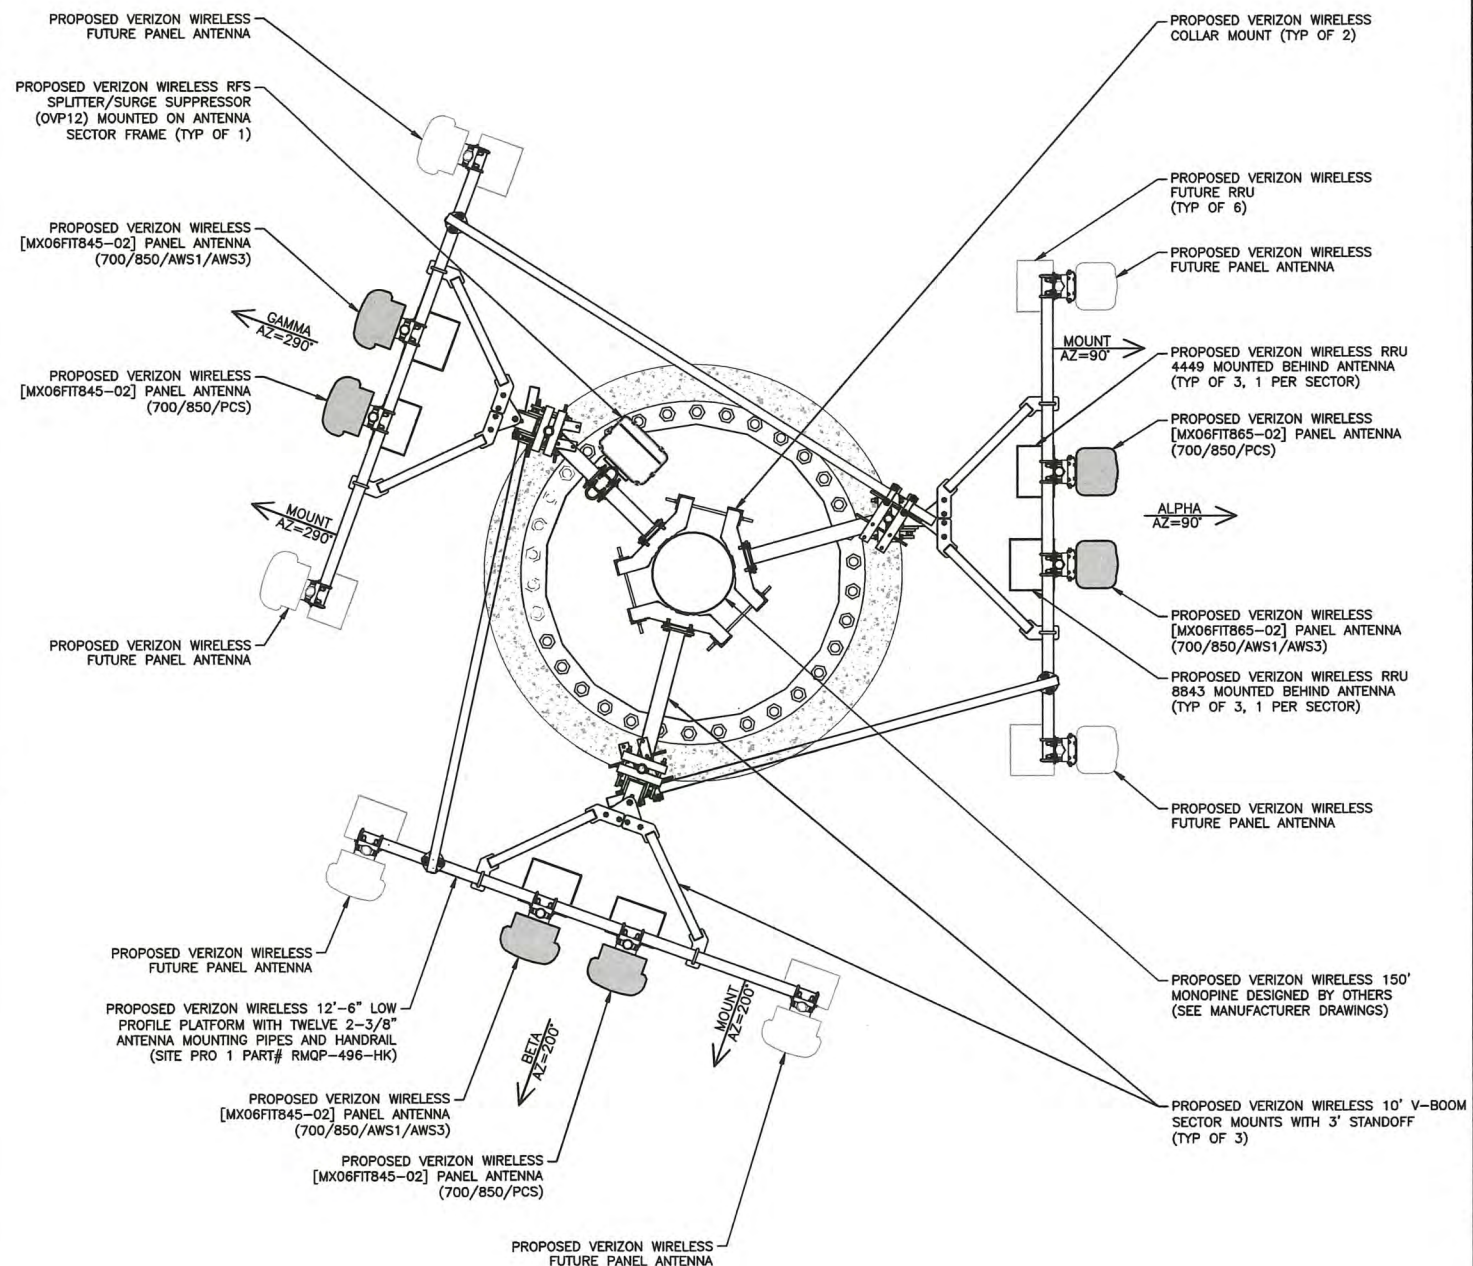 PROPOSED VERIZON WIRELESS
FUTURE PANEL ANTENNA
PROPOSED VERIZON WIRELESS RFS
SPLITTER/SURGE SUPPRESSOR
(OVP12) MOUNTED ON ANTENNA
SECTOR FRAME (TYP OF 1)
PROPOSED VERIZON WIRELESS
[MX06FIT845-02] PANEL ANTENNA
(700/850/AWS1/AWS3)
GAMMA
AZ=290°
PROPOSED VERIZON WIRELESS
[MX06FIT845-02] PANEL ANTENNA
(700/850/PCS)
MOUNT
AZ=290°
PROPOSED VERIZON WIRELESS
FUTURE PANEL ANTENNA
PROPOSED VERIZON WIRELESS
FUTURE PANEL ANTENNA
PROPOSED VERIZON WIRELESS 12'-6" LOW
PROFILE PLATFORM WITH TWELVE 2-3/8"
ANTENNA MOUNTING PIPES AND HANDRAIL
(SITE PRO 1 PART# RMQP-496-HK)
PROPOSED VERIZON WIRELESS
[MX06FIT845-02] PANEL ANTENNA
(700/850/AWS1/AWS3)
PROPOSED VERIZON WIRELESS
[MX06FIT845-02] PANEL ANTENNA
(700/850/PCS)
PROPOSED VERIZON WIRELESS
FUTURE PANEL ANTENNA
BETA
AZ=200°
MOUNT
AZ=200°
PROPOSED VERIZON WIRELESS
COLLAR MOUNT (TYP OF 2)
PROPOSED VERIZON WIRELESS
FUTURE RRU
(TYP OF 6)
PROPOSED VERIZON WIRELESS
FUTURE PANEL ANTENNA
MOUNT
AZ=90°
PROPOSED VERIZON WIRELESS RRU
4449 MOUNTED BEHIND ANTENNA
(TYP OF 3, 1 PER SECTOR)
PROPOSED VERIZON WIRELESS
[MX06FIT865-02] PANEL ANTENNA
(700/850/PCS)
ALPHA
AZ=90°
PROPOSED VERIZON WIRELESS
[MX06FIT865-02] PANEL ANTENNA
(700/850/AWS1/AWS3)
PROPOSED VERIZON WIRELESS RRU
8843 MOUNTED BEHIND ANTENNA
(TYP OF 3, 1 PER SECTOR)
PROPOSED VERIZON WIRELESS
FUTURE PANEL ANTENNA
PROPOSED VERIZON WIRELESS 150'
MONOPINE DESIGNED BY OTHERS
(SEE MANUFACTURER DRAWINGS)
PROPOSED VERIZON WIRELESS 10' V-BOOM
SECTOR MOUNTS WITH 3' STANDOFF
(TYP OF 3)